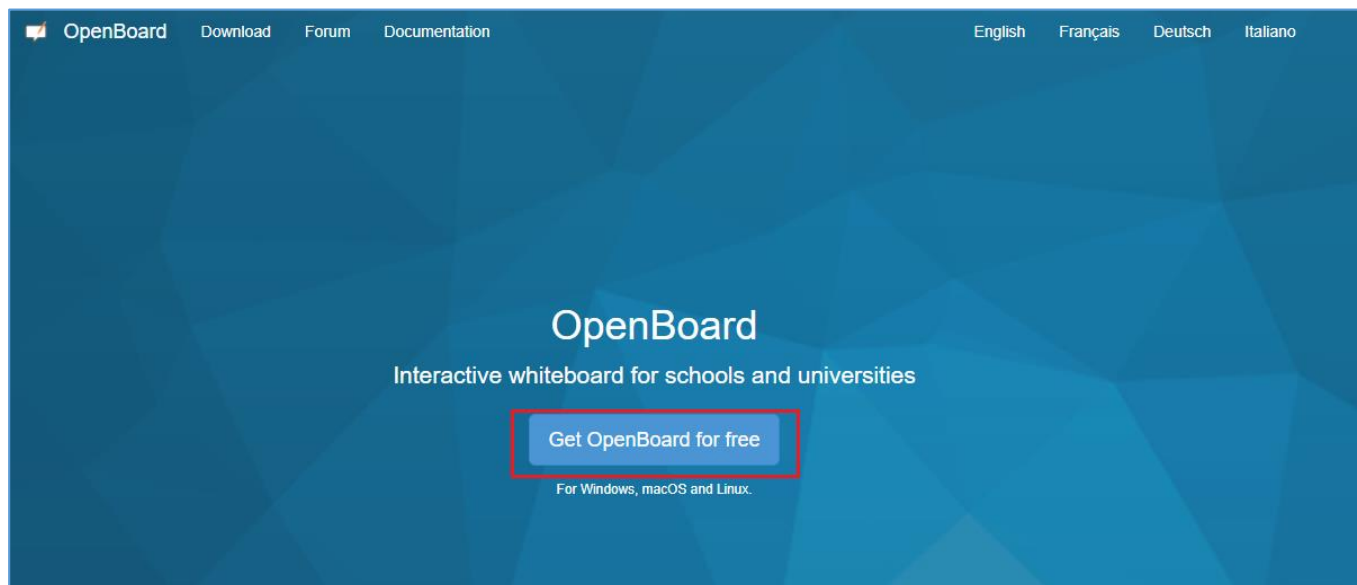 OpenBoard Download Forum Documentation English Français Deutsch Italiano
OpenBoard
Interactive whiteboard for schools and universities
Get OpenBoard for free
For Windows, macOS and Linux.